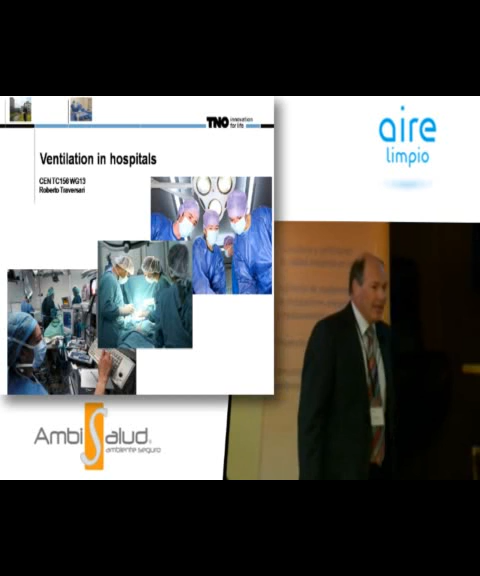 TNO innovation
for life
Ventilation in hospitals
CEN TC156 WG13
Roberto Traversari
aire
limpio
AmbiSalud
ambiente seguro